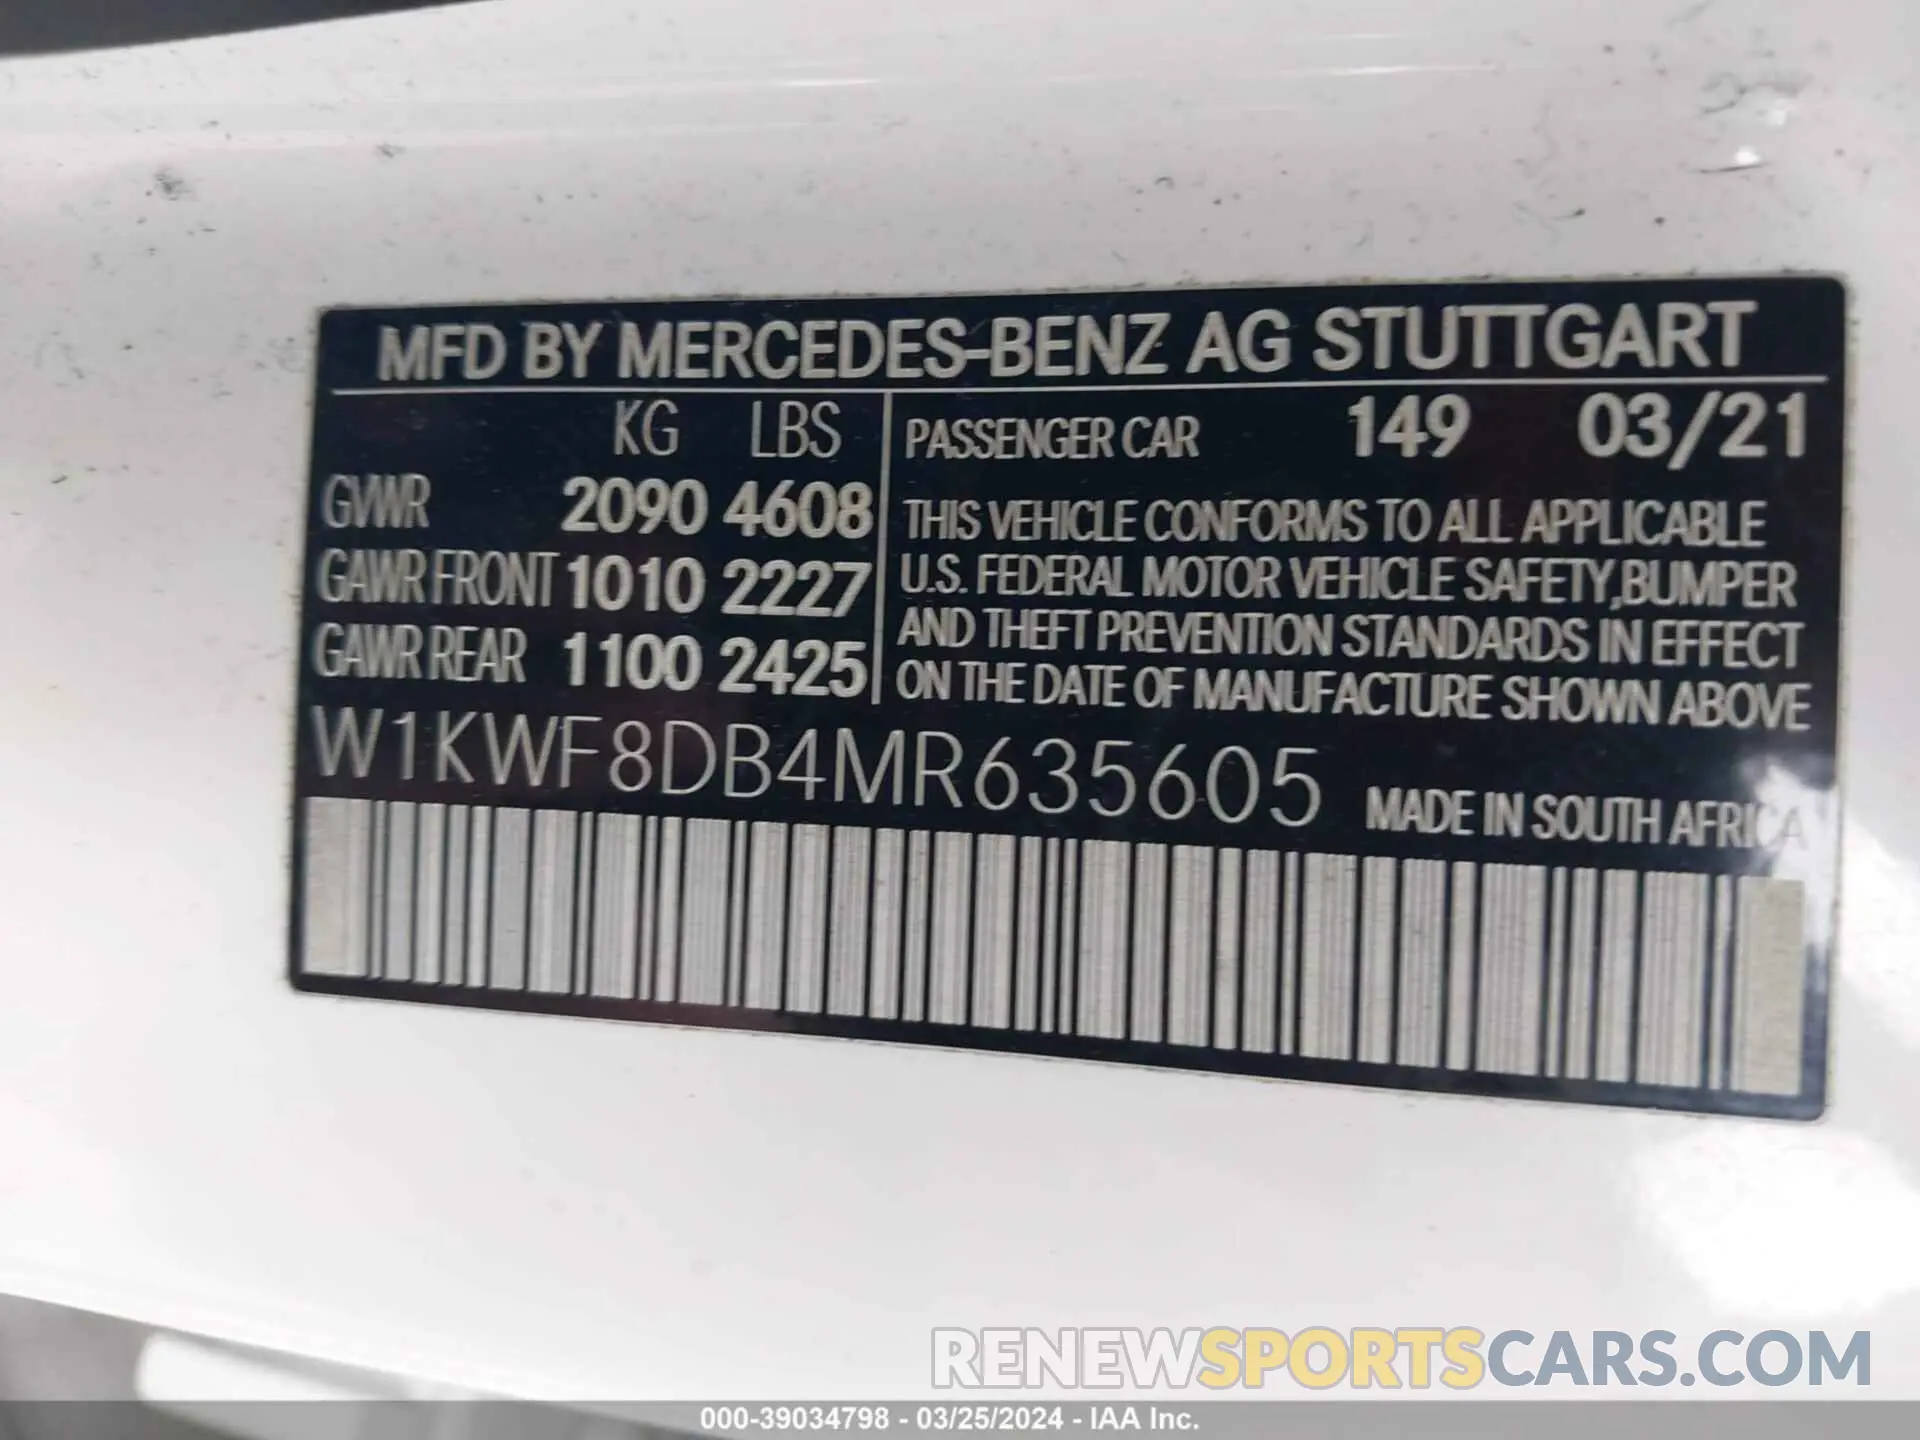 MFD BY MERCEDES-BENZ AG STUTTGART
KG LBS
GVWR 2090 4608
GAWR FRONT 1010 2227
GAWR REAR 1100 2425
PASSENGER CAR 149 03/21
THIS VEHICLE CONFORMS TO ALL APPLICABLE
U.S. FEDERAL MOTOR VEHICLE SAFETY,BUMPER
AND THEFT PREVENTION STANDARDS IN EFFECT
ON THE DATE OF MANUFACTURE SHOWN ABOVE
W1KWF8DB4MR635605 MADE IN SOUTH AFRICA
RENEWSPORTSCARS.COM
000-39034798 - 03/25/2024 - IAA Inc.